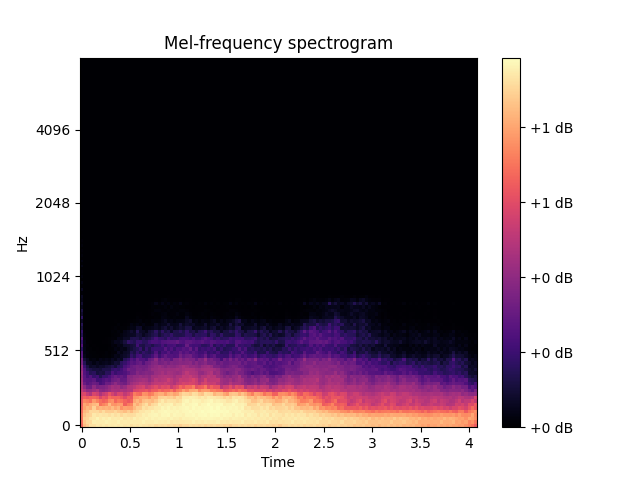 Mel-frequency spectrogram
Hz
4096
2048
1024
512
0
0
0.5
1
1.5
2
2.5
3
3.5
4
Time
+1 dB
+1 dB
+0 dB
+0 dB
+0 dB